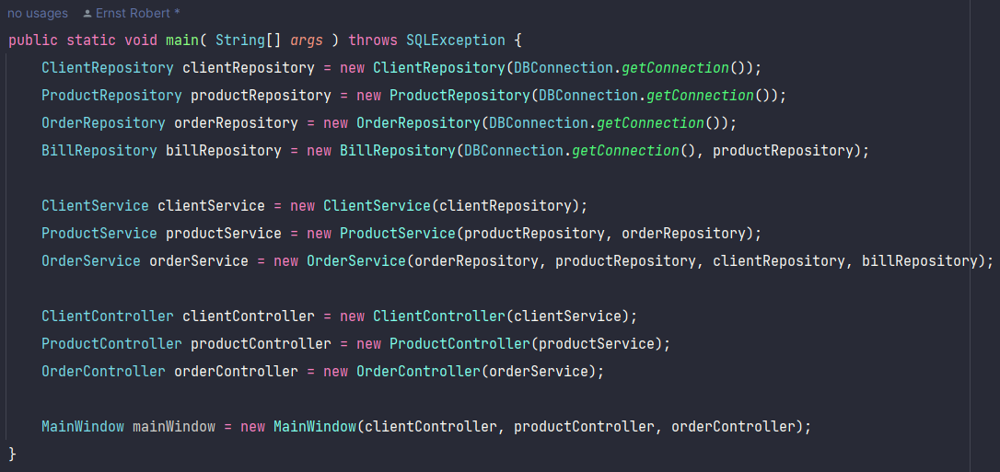 no usages   Ernst Robert *
public static void main( String[] args ) throws SQLException {
    ClientRepository clientRepository = new ClientRepository(DBConnection.getConnection());
    ProductRepository productRepository = new ProductRepository(DBConnection.getConnection());
    OrderRepository orderRepository = new OrderRepository(DBConnection.getConnection());
    BillRepository billRepository = new BillRepository(DBConnection.getConnection(), productRepository);

    ClientService clientService = new ClientService(clientRepository);
    ProductService productService = new ProductService(productRepository, orderRepository);
    OrderService orderService = new OrderService(orderRepository, productRepository, clientRepository, billRepository);

    ClientController clientController = new ClientController(clientService);
    ProductController productController = new ProductController(productService);
    OrderController orderController = new OrderController(orderService);

    MainWindow mainWindow = new MainWindow(clientController, productController, orderController);
}